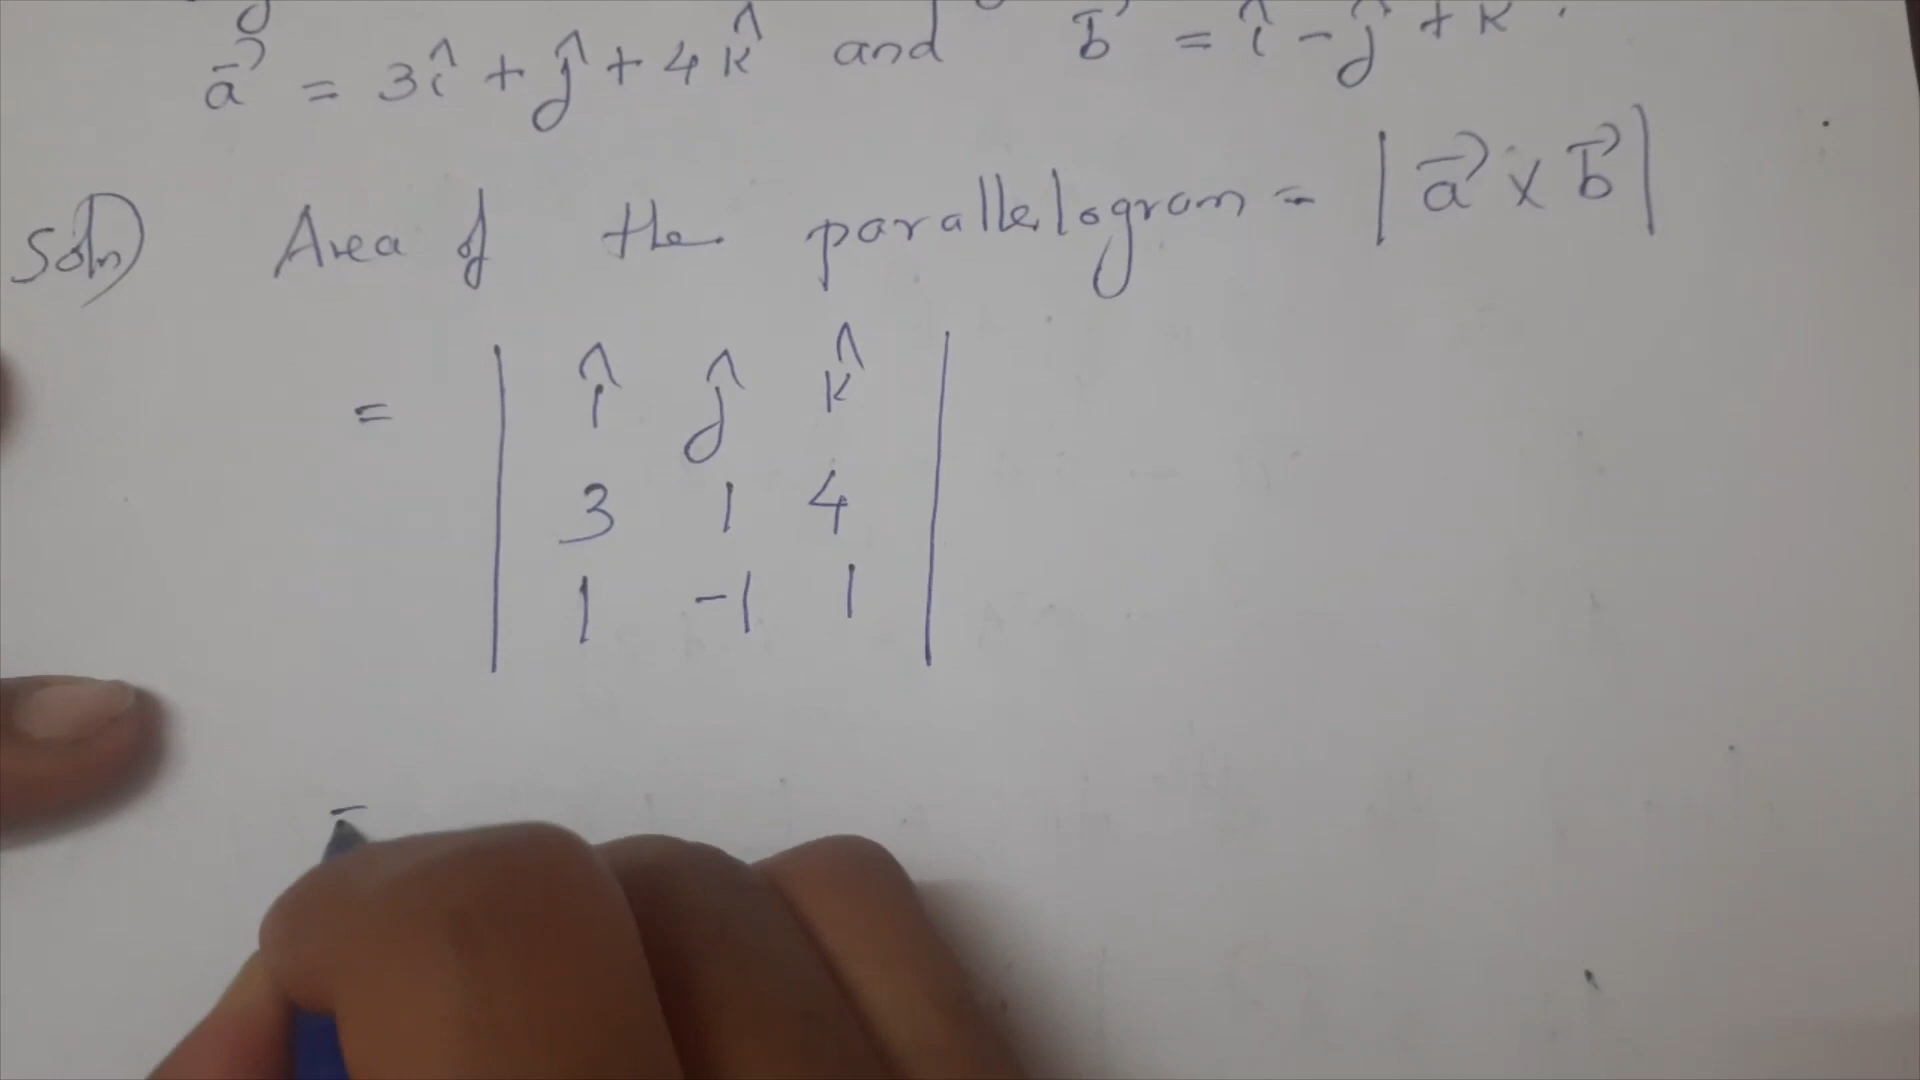 a⃗ = 3î + ĵ + 4k̂ and b⃗ = î - ĵ + k̂.
Soln) Area of the parallelogram = |a⃗ x b⃗|
= | î ĵ k̂ |
| 3 1 4 |
| 1 -1 1 |